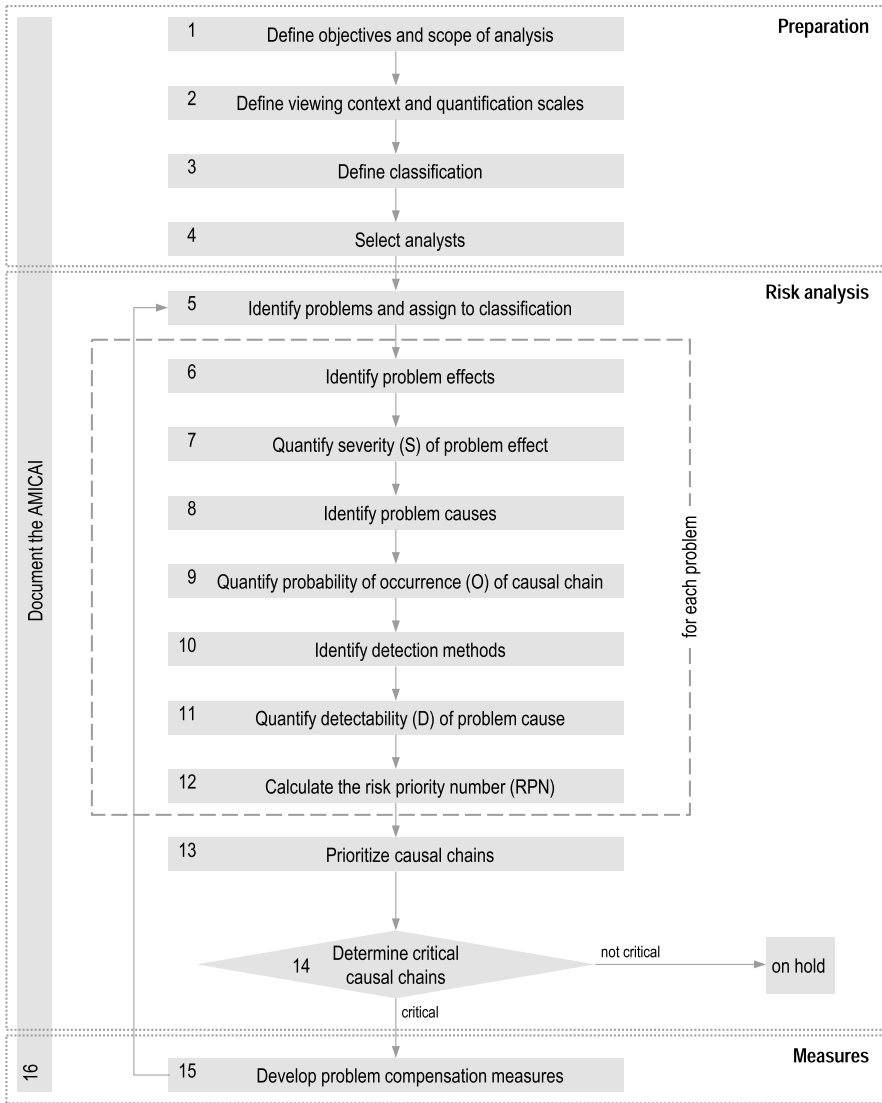 Preparation
1 Define objectives and scope of analysis
2 Define viewing context and quantification scales
3 Define classification
4 Select analysts
Risk analysis
5 Identify problems and assign to classification
6 Identify problem effects
7 Quantify severity (S) of problem effect
8 Identify problem causes
9 Quantify probability of occurrence (O) of causal chain
10 Identify detection methods
11 Quantify detectability (D) of problem cause
12 Calculate the risk priority number (RPN)
for each problem
13 Prioritize causal chains
14 Determine critical
causal chains
not critical
on hold
critical
Measures
15 Develop problem compensation measures
16 Document the AMICAI